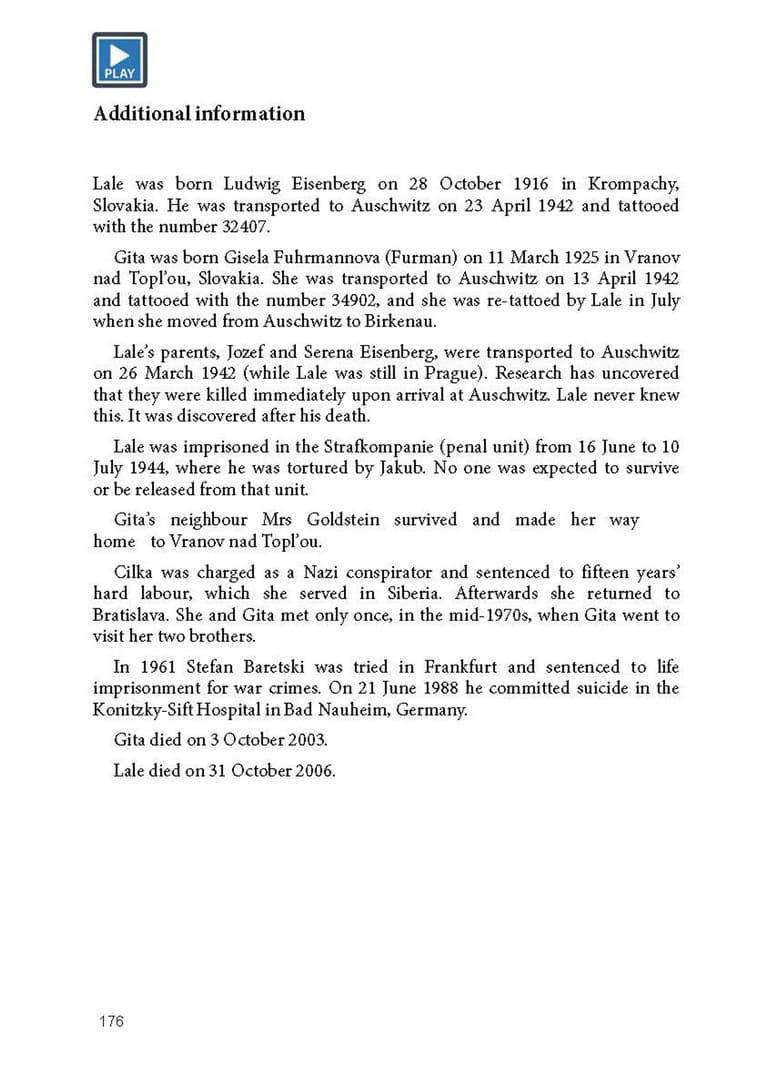 PLAY
Additional information
Lale was born Ludwig Eisenberg on 28 October 1916 in Krompachy,
Slovakia. He was transported to Auschwitz on 23 April 1942 and tattooed
with the number 32407.
Gita was born Gisela Fuhrmannova (Furman) on 11 March 1925 in Vranov
nad Topl’ou, Slovakia. She was transported to Auschwitz on 13 April 1942
and tattooed with the number 34902, and she was re-tattoed by Lale in July
when she moved from Auschwitz to Birkenau.
Lale’s parents, Jozef and Serena Eisenberg, were transported to Auschwitz
on 26 March 1942 (while Lale was still in Prague). Research has uncovered
that they were killed immediately upon arrival at Auschwitz. Lale never knew
this. It was discovered after his death.
Lale was imprisoned in the Strafkompanie (penal unit) from 16 June to 10
July 1944, where he was tortured by Jakub. No one was expected to survive
or be released from that unit.
Gita’s neighbour Mrs Goldstein survived and made her way
home to Vranov nad Topl’ou.
Cilka was charged as a Nazi conspirator and sentenced to fifteen years’
hard labour, which she served in Siberia. Afterwards she returned to
Bratislava. She and Gita met only once, in the mid-1970s, when Gita went to
visit her two brothers.
In 1961 Stefan Baretski was tried in Frankfurt and sentenced to life
imprisonment for war crimes. On 21 June 1988 he committed suicide in the
Konitzky-Sift Hospital in Bad Nauheim, Germany.
Gita died on 3 October 2003.
Lale died on 31 October 2006.
176